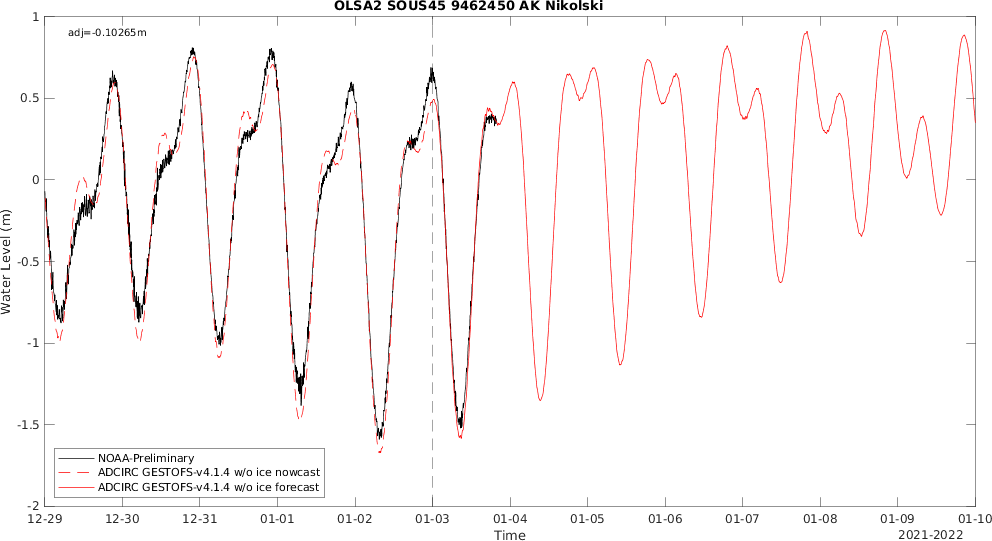 OLSA2 SOUS45 9462450 AK Nikolski
adj=-0.10265m
1
0.5
0
-0.5
-1
-1.5
-2
Water Level (m)
NOAA-Preliminary
ADCIRC GESTOFS-v4.1.4 w/o ice nowcast
ADCIRC GESTOFS-v4.1.4 w/o ice forecast
12-29 12-30 12-31 01-01 01-02 01-03 01-04 01-05 01-06 01-07 01-08 01-09 01-10
Time
2021-2022